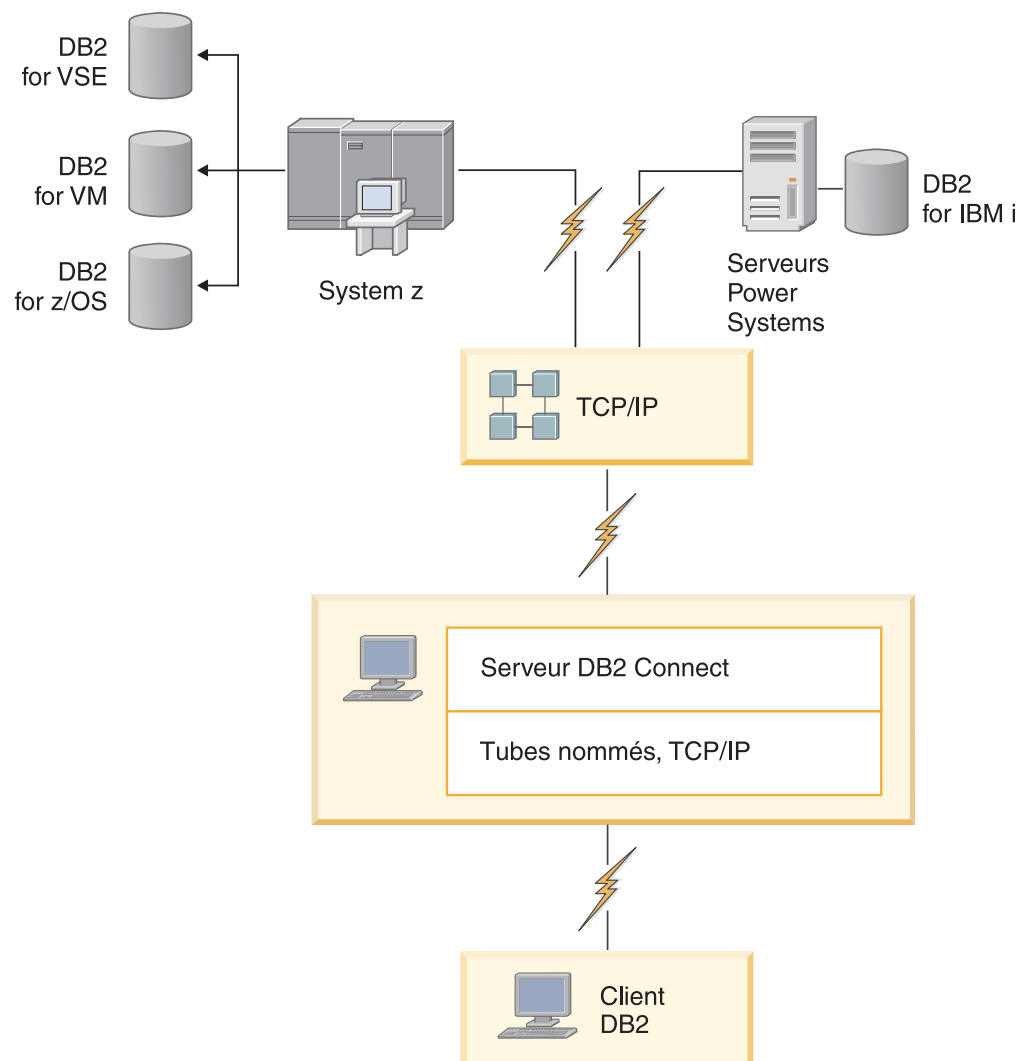 DB2
for VSE
DB2
for VM
DB2
for z/OS
System z
Serveurs
Power
Systems
DB2
for IBM i
TCP/IP
Serveur DB2 Connect
Tubes nommés, TCP/IP
Client
DB2